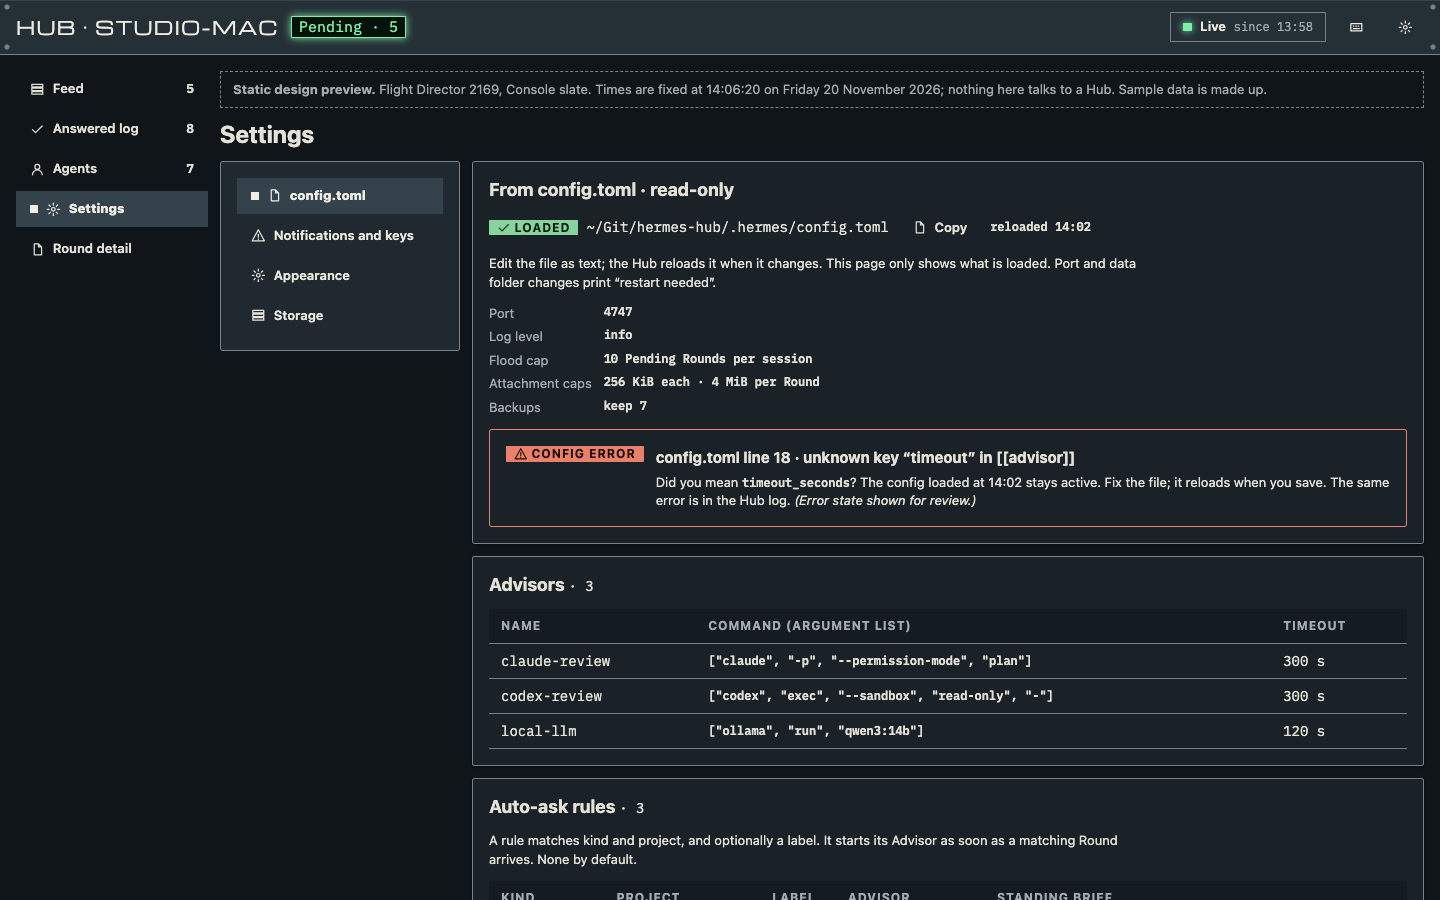 HUB · STUDIO-MAC
Pending · 5
Live since 13:58
Feed 5
Answered log 8
Agents 7
Settings
Round detail
Static design preview. Flight Director 2169, Console slate. Times are fixed at 14:06:20 on Friday 20 November 2026; nothing here talks to a Hub. Sample data is made up.
Settings
config.toml
Notifications and keys
Appearance
Storage
From config.toml · read-only
LOADED ~/Git/hermes-hub/.hermes/config.toml Copy reloaded 14:02
Edit the file as text; the Hub reloads it when it changes. This page only shows what is loaded. Port and data
folder changes print “restart needed”.
Port 4747
Log level info
Flood cap 10 Pending Rounds per session
Attachment caps 256 KiB each · 4 MiB per Round
Backups keep 7
CONFIG ERROR config.toml line 18 · unknown key “timeout” in [[advisor]]
Did you mean timeout_seconds? The config loaded at 14:02 stays active. Fix the file; it reloads when you save. The same
error is in the Hub log. (Error state shown for review.)
Advisors · 3
NAME COMMAND (ARGUMENT LIST) TIMEOUT
claude-review ["claude", "-p", "--permission-mode", "plan"] 300 s
codex-review ["codex", "exec", "--sandbox", "read-only", "-"] 300 s
local-llm ["ollama", "run", "qwen3:14b"] 120 s
Auto-ask rules · 3
A rule matches kind and project, and optionally a label. It starts its Advisor as soon as a matching Round
arrives. None by default.
KIND PROJECT LABEL ADVISOR STANDING BRIEF